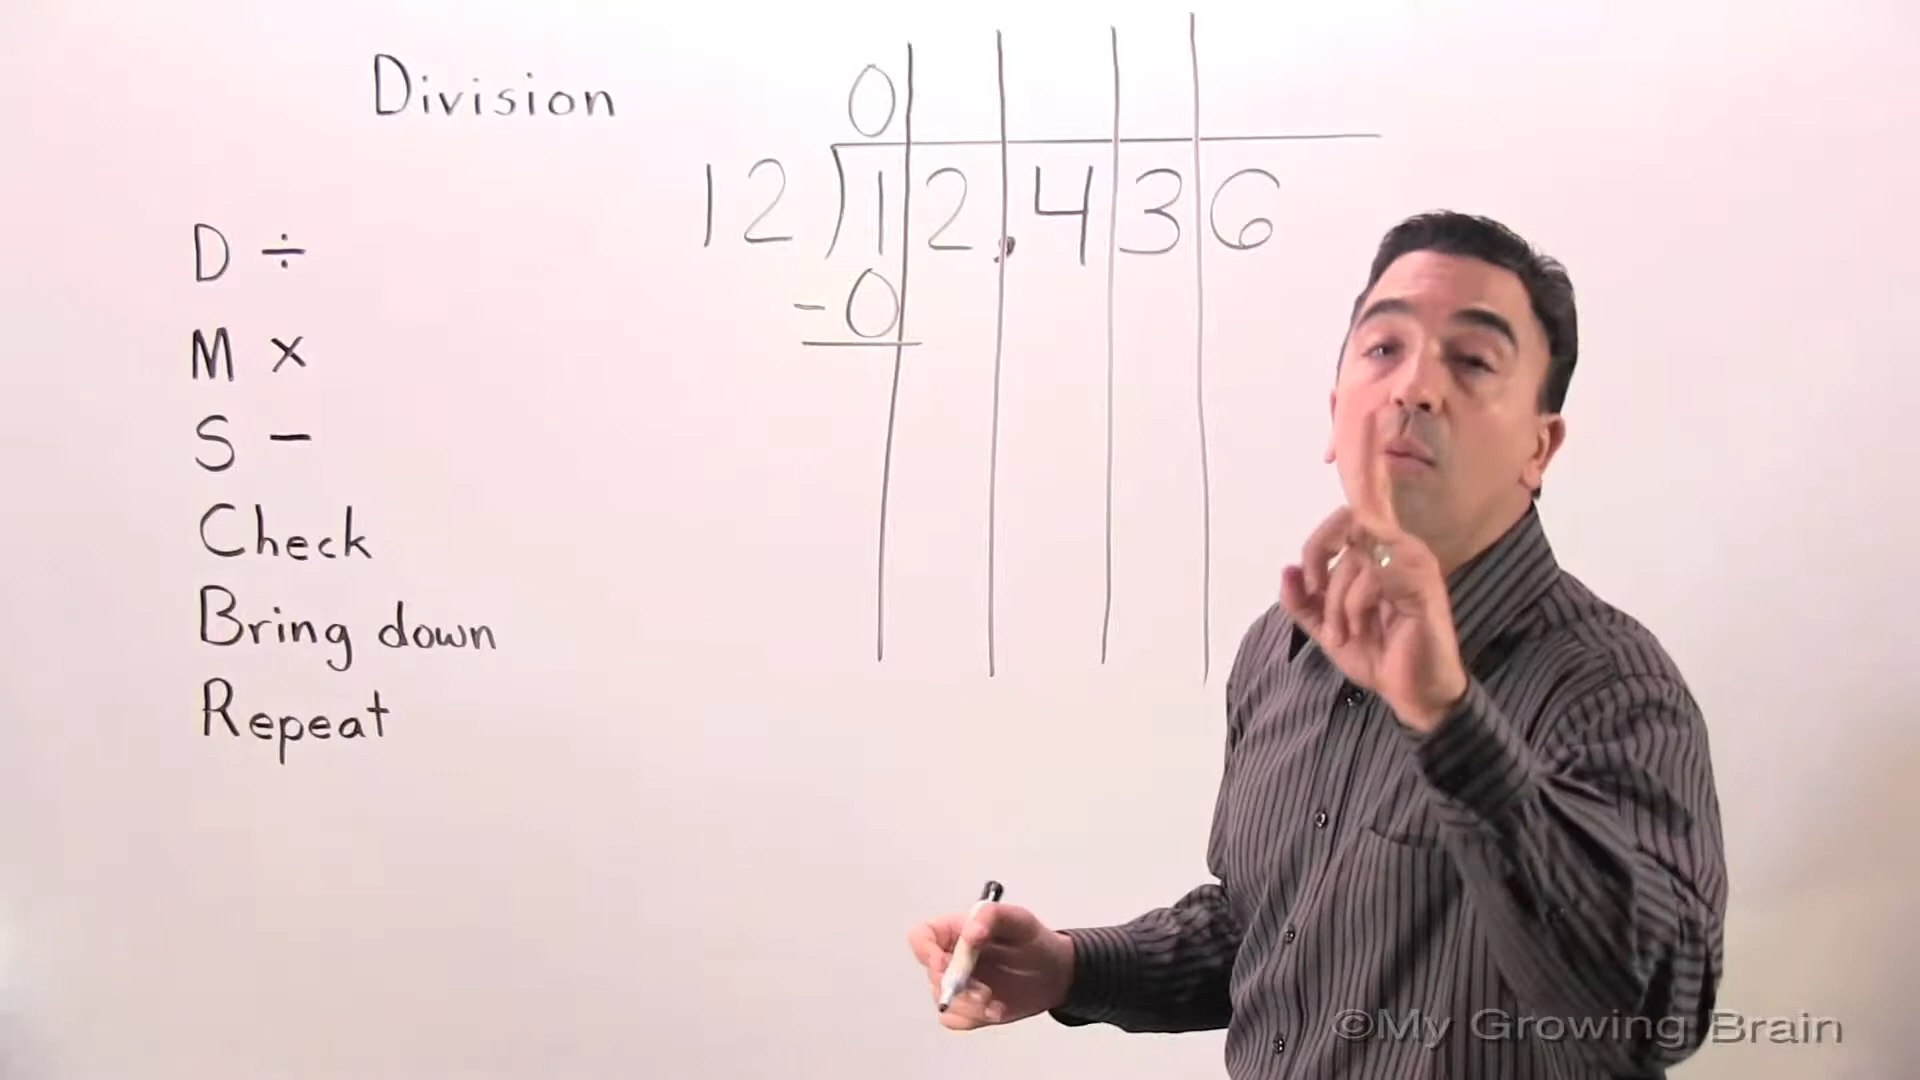 Division
0
12)12,436
-0
D ÷
M ×
S -
Check
Bring down
Repeat
©My Growing Brain